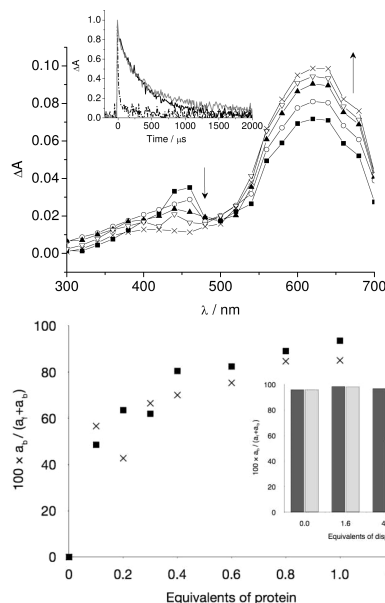 1.0
0.8
0.6
0.4
0.2
0.0
ΔA
0 500 1000 1500 2000
Time / μs
0.10
0.08
0.06
0.04
0.02
0.00
ΔA
300 400 500 600 700
λ / nm
100
80
60
40
20
0
100 × a_b / (a_f+a_b)
0 0.2 0.4 0.6 0.8 1.0
Equivalents of protein
100
80
60
40
20
0
100 × a_b / (a_f+a_b)
0.0 1.6 4
Equivalents of disp